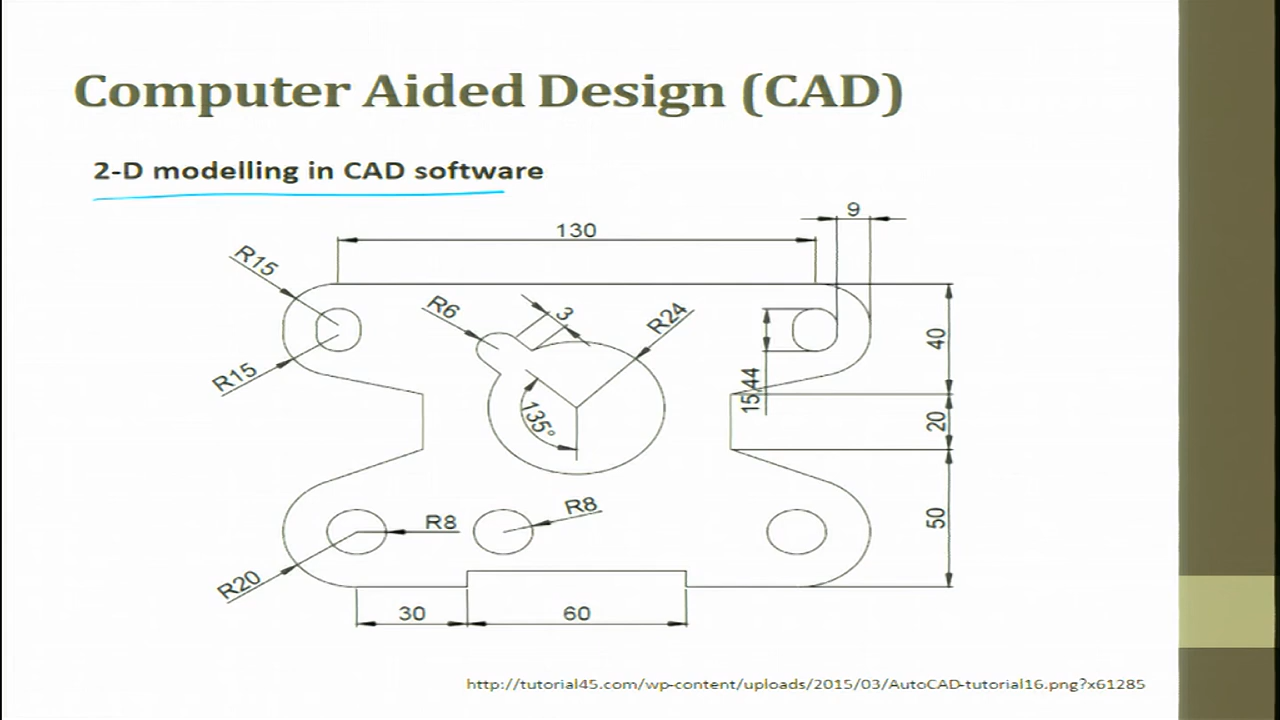 Computer Aided Design (CAD)
2-D modelling in CAD software
9
130
R15
R6
3
R24
40
R15
15,44
135°
20
R8
R8
50
R20
30
60
http://tutorial45.com/wp-content/uploads/2015/03/AutoCAD-tutorial16.png?x61285